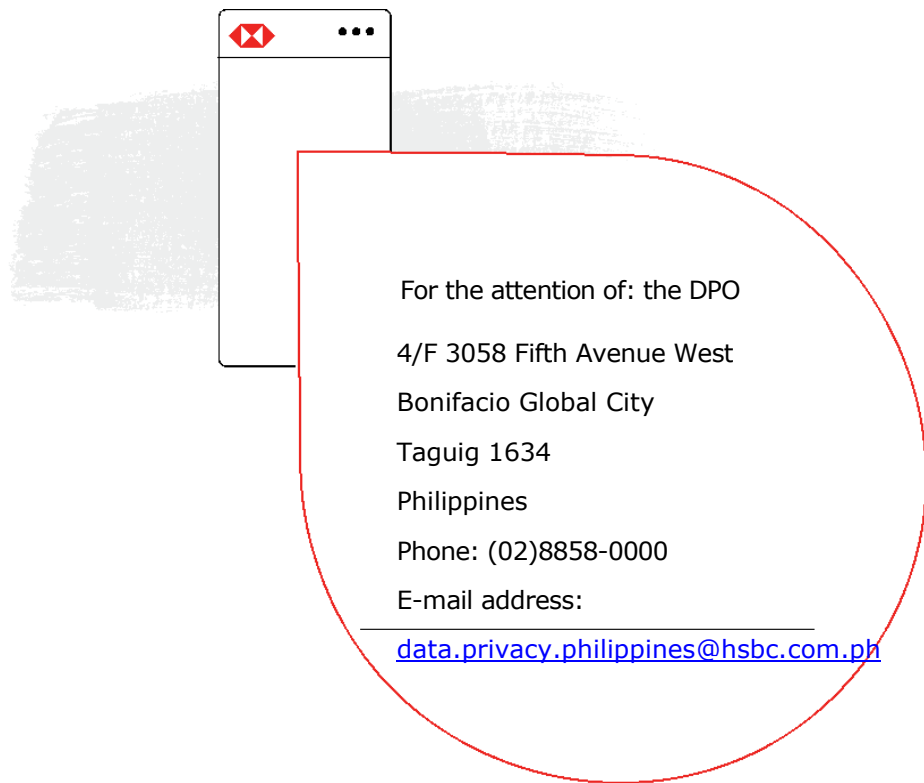 For the attention of: the DPO
4/F 3058 Fifth Avenue West
Bonifacio Global City
Taguig 1634
Philippines
Phone: (02)8858-0000
E-mail address:
data.privacy.philippines@hsbc.com.ph